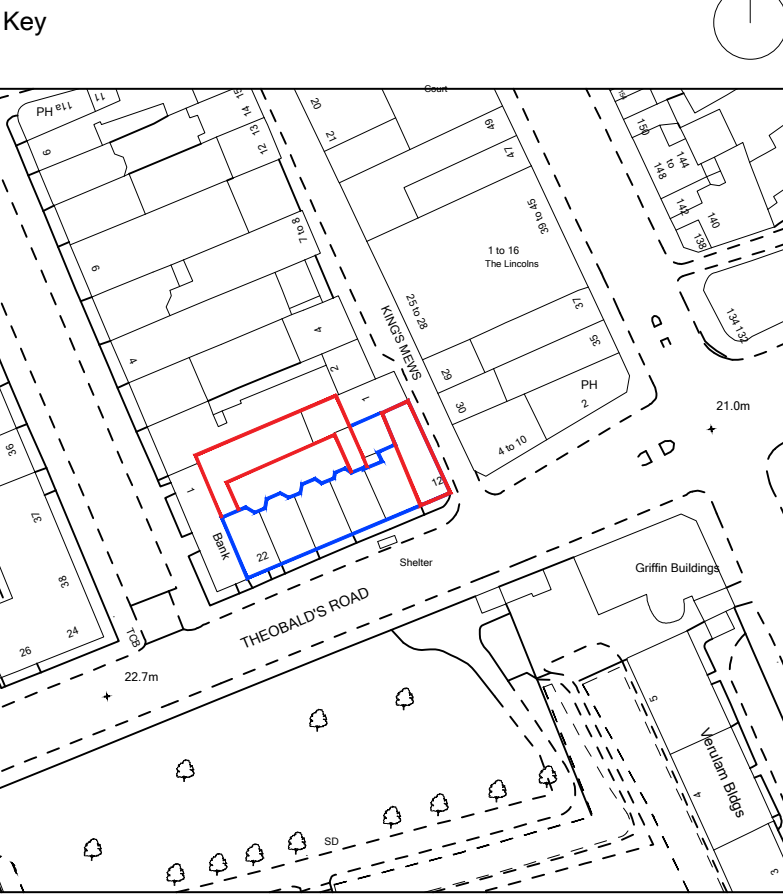 Key
PH
11a
11
15
14
13
12
9
7 to 8
6
4
4
2
1
1
Bank
22
12
20
21
Court
49
47
39 to 45
1 to 16
The Lincolns
25 to 28
KING'S MEWS
37
35
29
30
PH
2
4 to 10
150
144
to
148
142
140
138
134
132
21.0m
36
37
38
24
26
TCB
22.7m
Shelter
THEOBALD'S ROAD
Griffin Buildings
5
4
3
Verulam Bldgs
SD